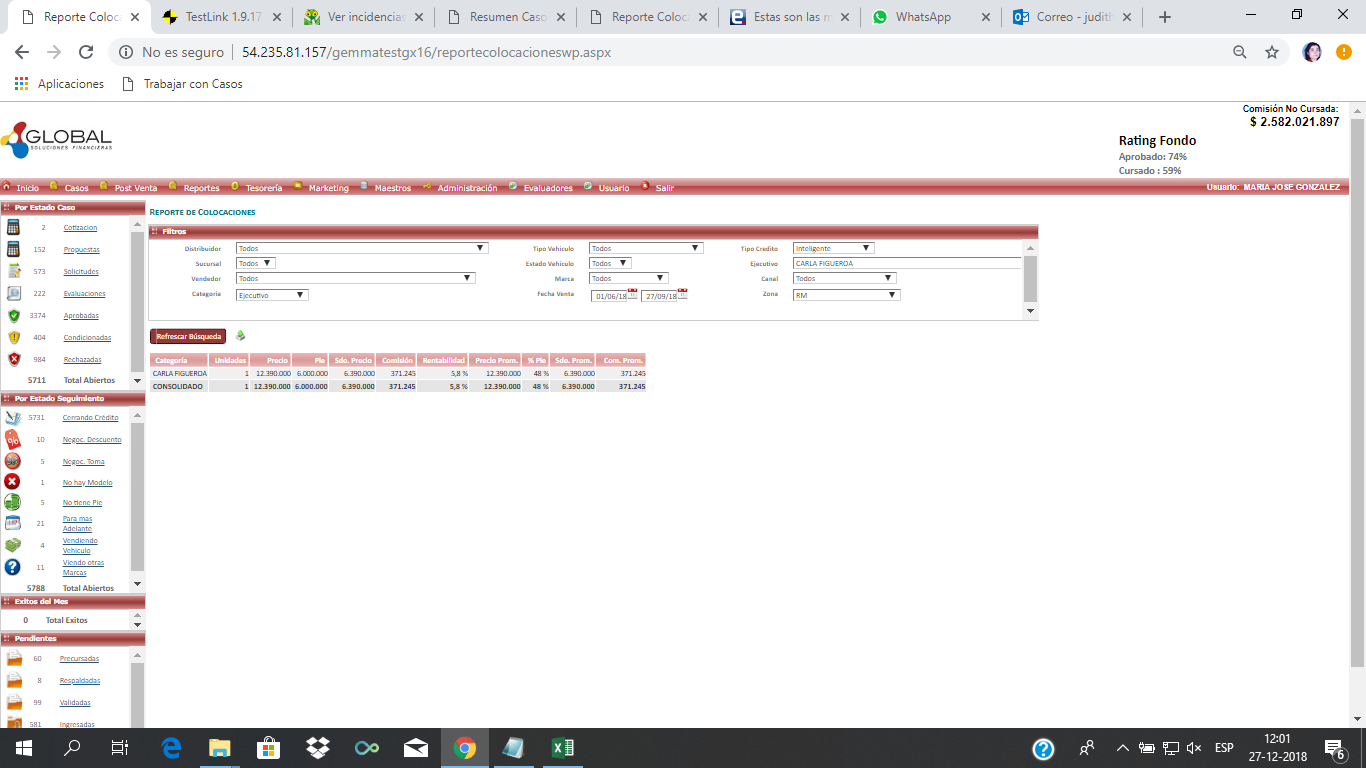 Reporte Coloca
TestLink 1.9.17
Ver incidencias
Resumen Caso
Reporte Coloca
Estas son las m
WhatsApp
Correo - judith
No es seguro
54.235.81.157/gemmatestgx16/reportecolocacioneswp.aspx
Aplicaciones
Trabajar con Casos
Comisión No Cursada:
$ 2.582.021.897
GLOBAL
SOLUCIONES FINANCIERAS
Rating Fondo
Aprobado: 74%
Cursado : 59%
Inicio Casos Post Venta Reportes Tesorería Marketing Maestros Administración Evaluadores Usuario Salir
Usuario: MARIA JOSE GONZALEZ
Por Estado Caso
2 Cotizacion
152 Propuestas
573 Solicitudes
222 Evaluaciones
3374 Aprobadas
404 Condicionadas
984 Rechazadas
5711 Total Abiertos
Por Estado Seguimiento
5731 Cerrando Crédito
10 Negoc. Descuento
5 Negoc. Toma
1 No hay Modelo
5 No tiene Pie
21 Para mas
Adelante
4 Vendiendo
Vehiculo
11 Viendo otras
Marcas
5788 Total Abiertos
Exitos del Mes
0 Total Exitos
Pendientes
60 Precursadas
8 Respaldadas
99 Validadas
581 Ingresadas
REPORTE DE COLOCACIONES
Filtros
Distribuidor Todos Tipo Vehiculo Todos Tipo Credito Inteligente
Sucursal Todos Estado Vehiculo Todos Ejecutivo CARLA FIGUEROA
Vendedor Todos Marca Todos Canal Todos
Categoria Ejecutivo Fecha Venta 01/06/18 27/09/18 Zona RM
Refrescar Búsqueda
Categoría Unidades Precio Pie Sdo. Precio Comisión Rentabilidad Precio Prom. % Pie Sdo. Prom. Com. Prom.
CARLA FIGUEROA 1 12.390.000 6.000.000 6.390.000 371.245 5,8 % 12.390.000 48 % 6.390.000 371.245
CONSOLIDADO 1 12.390.000 6.000.000 6.390.000 371.245 5,8 % 12.390.000 48 % 6.390.000 371.245
ESP
12:01
27-12-2018
6